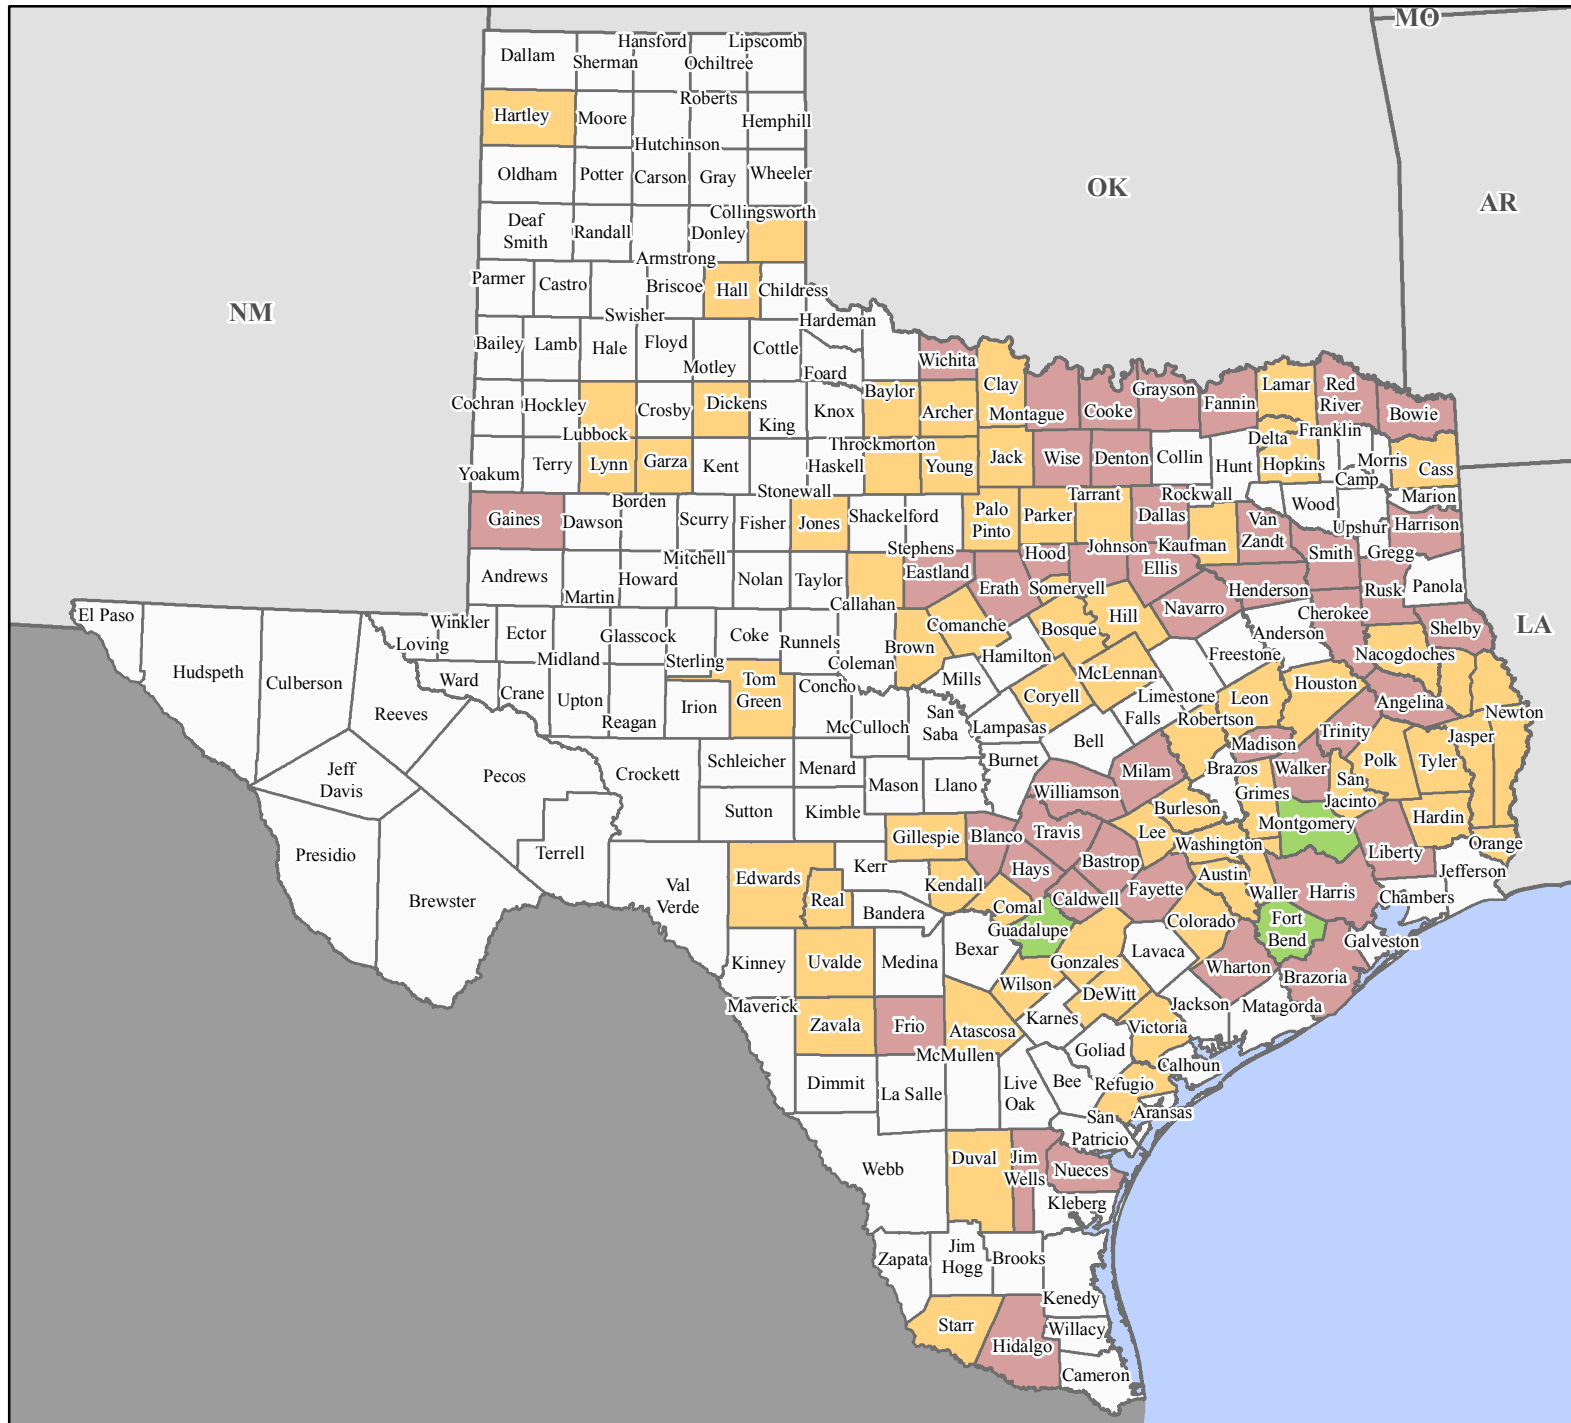 MO
Hansford
Lipscomb
Dallam
Sherman
Ochiltree
Roberts
Hartley
Moore
Hemphill
Hutchinson
OK
AR
Oldham
Potter
Carson
Gray
Wheeler
Collingsworth
Deaf
Smith
Randall
Donley
Armstrong
Parmer
Castro
Briscoe
Hall
Childress
NM
Swisher
Hardeman
Bailey
Lamb
Hale
Floyd
Motley
Cottle
Foard
Wichita
Clay
Lamar
Red
River
Grayson
Cochran
Hockley
Crosby
Dickens
King
Knox
Baylor
Archer
Montague
Cooke
Fannin
Bowie
Lubbock
Throckmorton
Delta
Franklin
Yoakum
Terry
Lynn
Garza
Kent
Haskell
Young
Jack
Wise
Denton
Collin
Hunt
Hopkins
Morris
Camp
Cass
Stonewall
Borden
Tarrant
Rockwall
Wood
Marion
Gaines
Dawson
Scurry
Fisher
Jones
Shackelford
Palo
Pinto
Parker
Dallas
Van
Zandt
Upshur
Harrison
Stephens
Hood
Johnson
Kaufman
Smith
Gregg
Andrews
Martin
Howard
Mitchell
Nolan
Taylor
Eastland
Erath
Somervell
Ellis
Henderson
Rusk
Panola
Callahan
El Paso
Winkler
Loving
Ector
Glasscock
Coke
Runnels
Comanche
Bosque
Hill
Navarro
Cherokee
Shelby
LA
Anderson
Midland
Sterling
Coleman
Brown
Hamilton
Freestone
Nacogdoches
Hudspeth
Culberson
Ward
Crane
Upton
Reagan
Irion
Tom
Green
Concho
Mills
McLennan
Limestone
Coryell
Leon
Houston
Angelina
Reeves
McCulloch
San
Saba
Lampasas
Falls
Robertson
Newton
Trinity
Jasper
Bell
Madison
Schleicher
Menard
Burnet
Jeff
Davis
Pecos
Crockett
Milam
Brazos
Walker
San
Jacinto
Polk
Tyler
Mason
Llano
Williamson
Grimes
Sutton
Kimble
Burleson
Montgomery
Hardin
Gillespie
Blanco
Travis
Lee
Washington
Orange
Presidio
Terrell
Liberty
Kerr
Hays
Bastrop
Austin
Jefferson
Edwards
Real
Val
Verde
Kendall
Caldwell
Fayette
Waller
Harris
Chambers
Brewster
Bandera
Comal
Guadalupe
Colorado
Fort
Bend
Galveston
Kinney
Uvalde
Medina
Bexar
Gonzales
Lavaca
Wharton
Brazoria
Wilson
DeWitt
Maverick
Zavala
Frio
Atascosa
Karnes
Jackson
Matagorda
Victoria
McMullen
Goliad
Calhoun
Dimmit
La Salle
Live
Oak
Bee
Refugio
San
Patricio
Aransas
Webb
Duval
Jim
Wells
Nueces
Kleberg
Zapata
Jim
Hogg
Brooks
Kenedy
Starr
Hidalgo
Willacy
Cameron